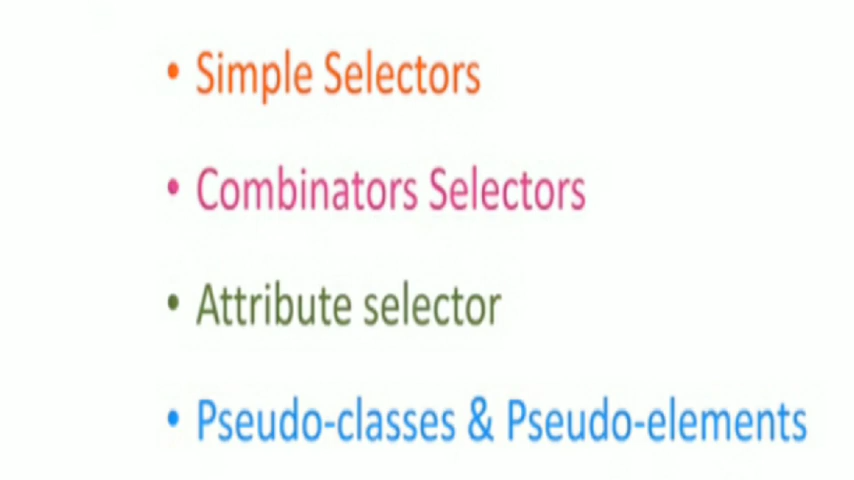 • Simple Selectors
• Combinators Selectors
• Attribute selector
• Pseudo-classes & Pseudo-elements